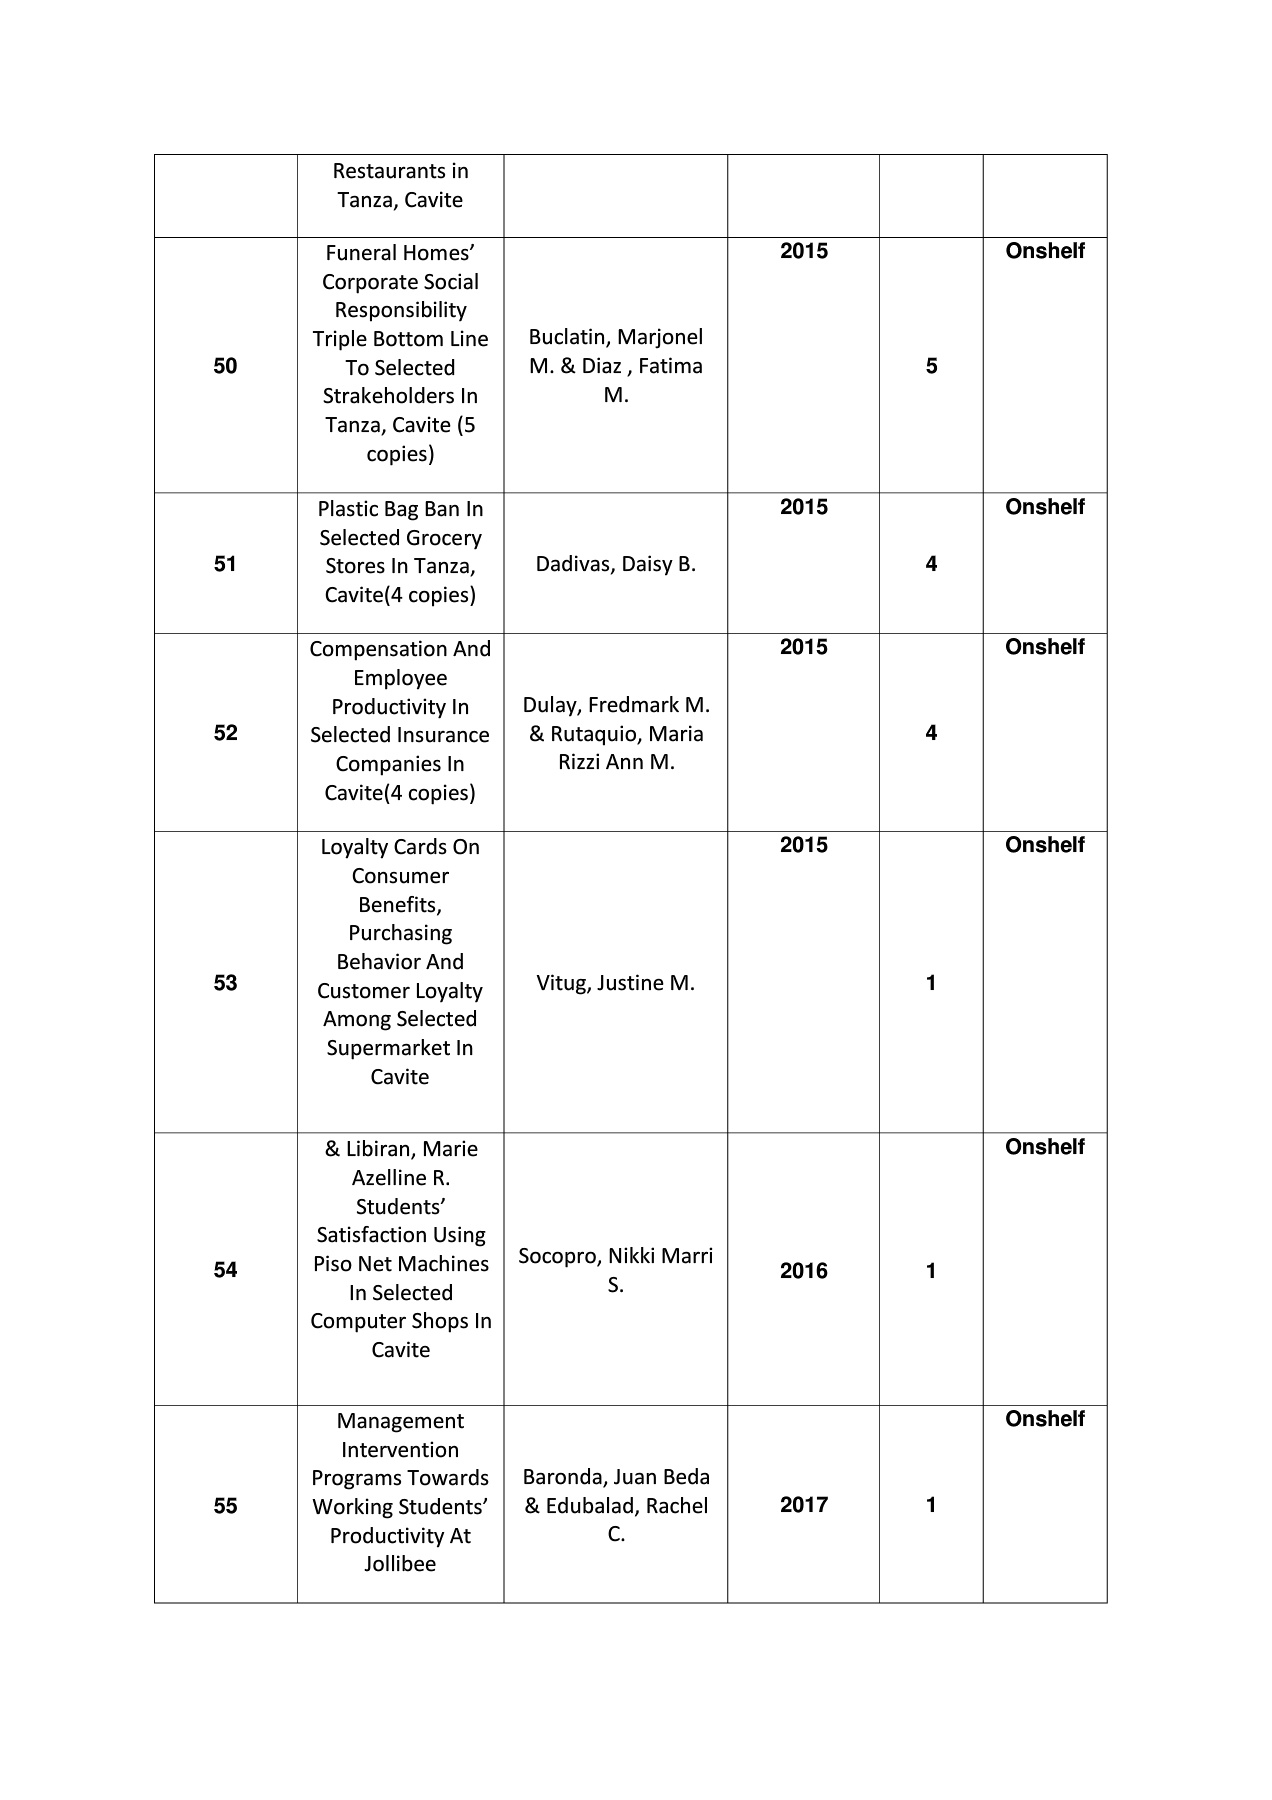 Restaurants in
Tanza, Cavite
50
Funeral Homes’
Corporate Social
Responsibility
Triple Bottom Line
To Selected
Strakeholders In
Tanza, Cavite (5
copies)
Buclatin, Marjonel
M. & Diaz , Fatima
M.
2015
5
Onshelf
51
Plastic Bag Ban In
Selected Grocery
Stores In Tanza,
Cavite(4 copies)
Dadivas, Daisy B.
2015
4
Onshelf
52
Compensation And
Employee
Productivity In
Selected Insurance
Companies In
Cavite(4 copies)
Dulay, Fredmark M.
& Rutaquio, Maria
Rizzi Ann M.
2015
4
Onshelf
53
Loyalty Cards On
Consumer
Benefits,
Purchasing
Behavior And
Customer Loyalty
Among Selected
Supermarket In
Cavite
Vitug, Justine M.
2015
1
Onshelf
54
& Libiran, Marie
Azelline R.
Students’
Satisfaction Using
Piso Net Machines
In Selected
Computer Shops In
Cavite
Socopro, Nikki Marri
S.
2016
1
Onshelf
55
Management
Intervention
Programs Towards
Working Students’
Productivity At
Jollibee
Baronda, Juan Beda
& Edubalad, Rachel
C.
2017
1
Onshelf